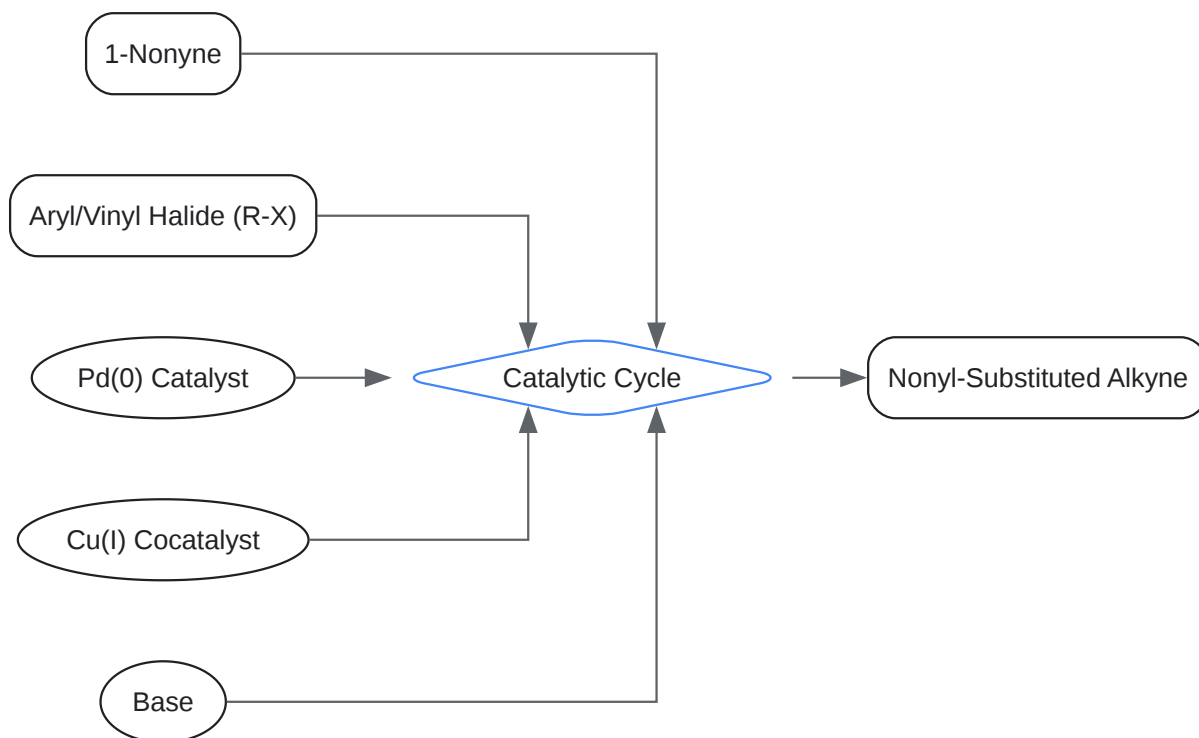 1-Nonyne
Aryl/Vinyl Halide (R-X)
Pd(0) Catalyst
Catalytic Cycle
Nonyl-Substituted Alkyne
Cu(I) Cocatalyst
Base